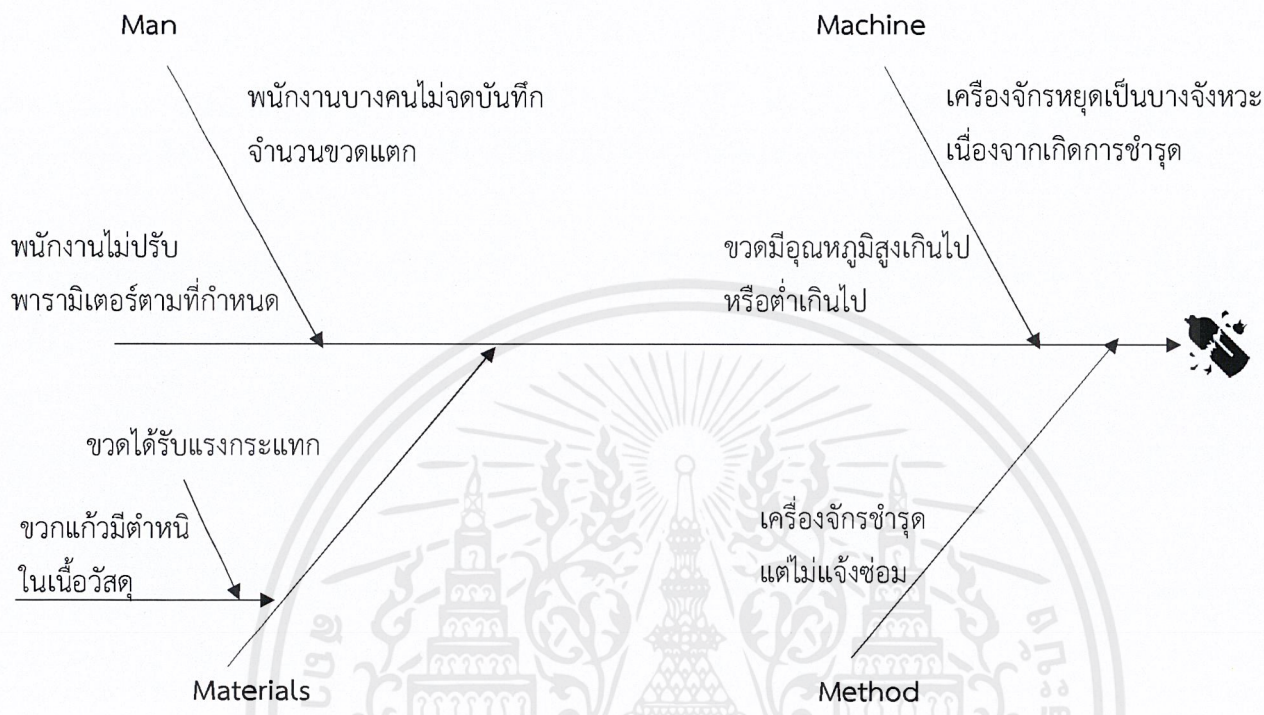 Man
Machine
พนักงานบางคนไม่จดบันทึก
จำนวนขวดแตก
เครื่องจักรหยุดเป็นบางจังหวะ
เนื่องจากเกิดการชำรุด
พนักงานไม่ปรับ
พารามิเตอร์ตามที่กำหนด
ขวดมีอุณหภูมิสูงเกินไป
หรือต่ำเกินไป
ขวดได้รับแรงกระแทก
ขวกแก้วมีตำหนิ
ในเนื้อวัสดุ
เครื่องจักรชำรุด
แต่ไม่แจ้งซ่อม
Materials
Method